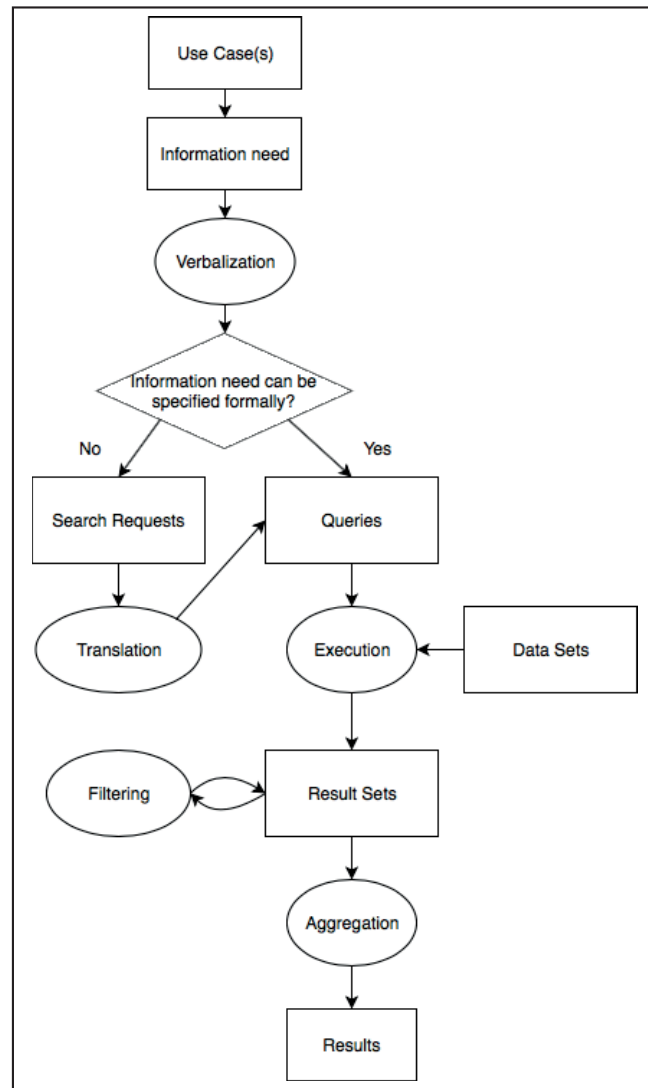 Use Case(s)
Information need
Verbalization
Information need can be
specified formally?
No
Yes
Search Requests
Queries
Translation
Execution
Data Sets
Filtering
Result Sets
Aggregation
Results